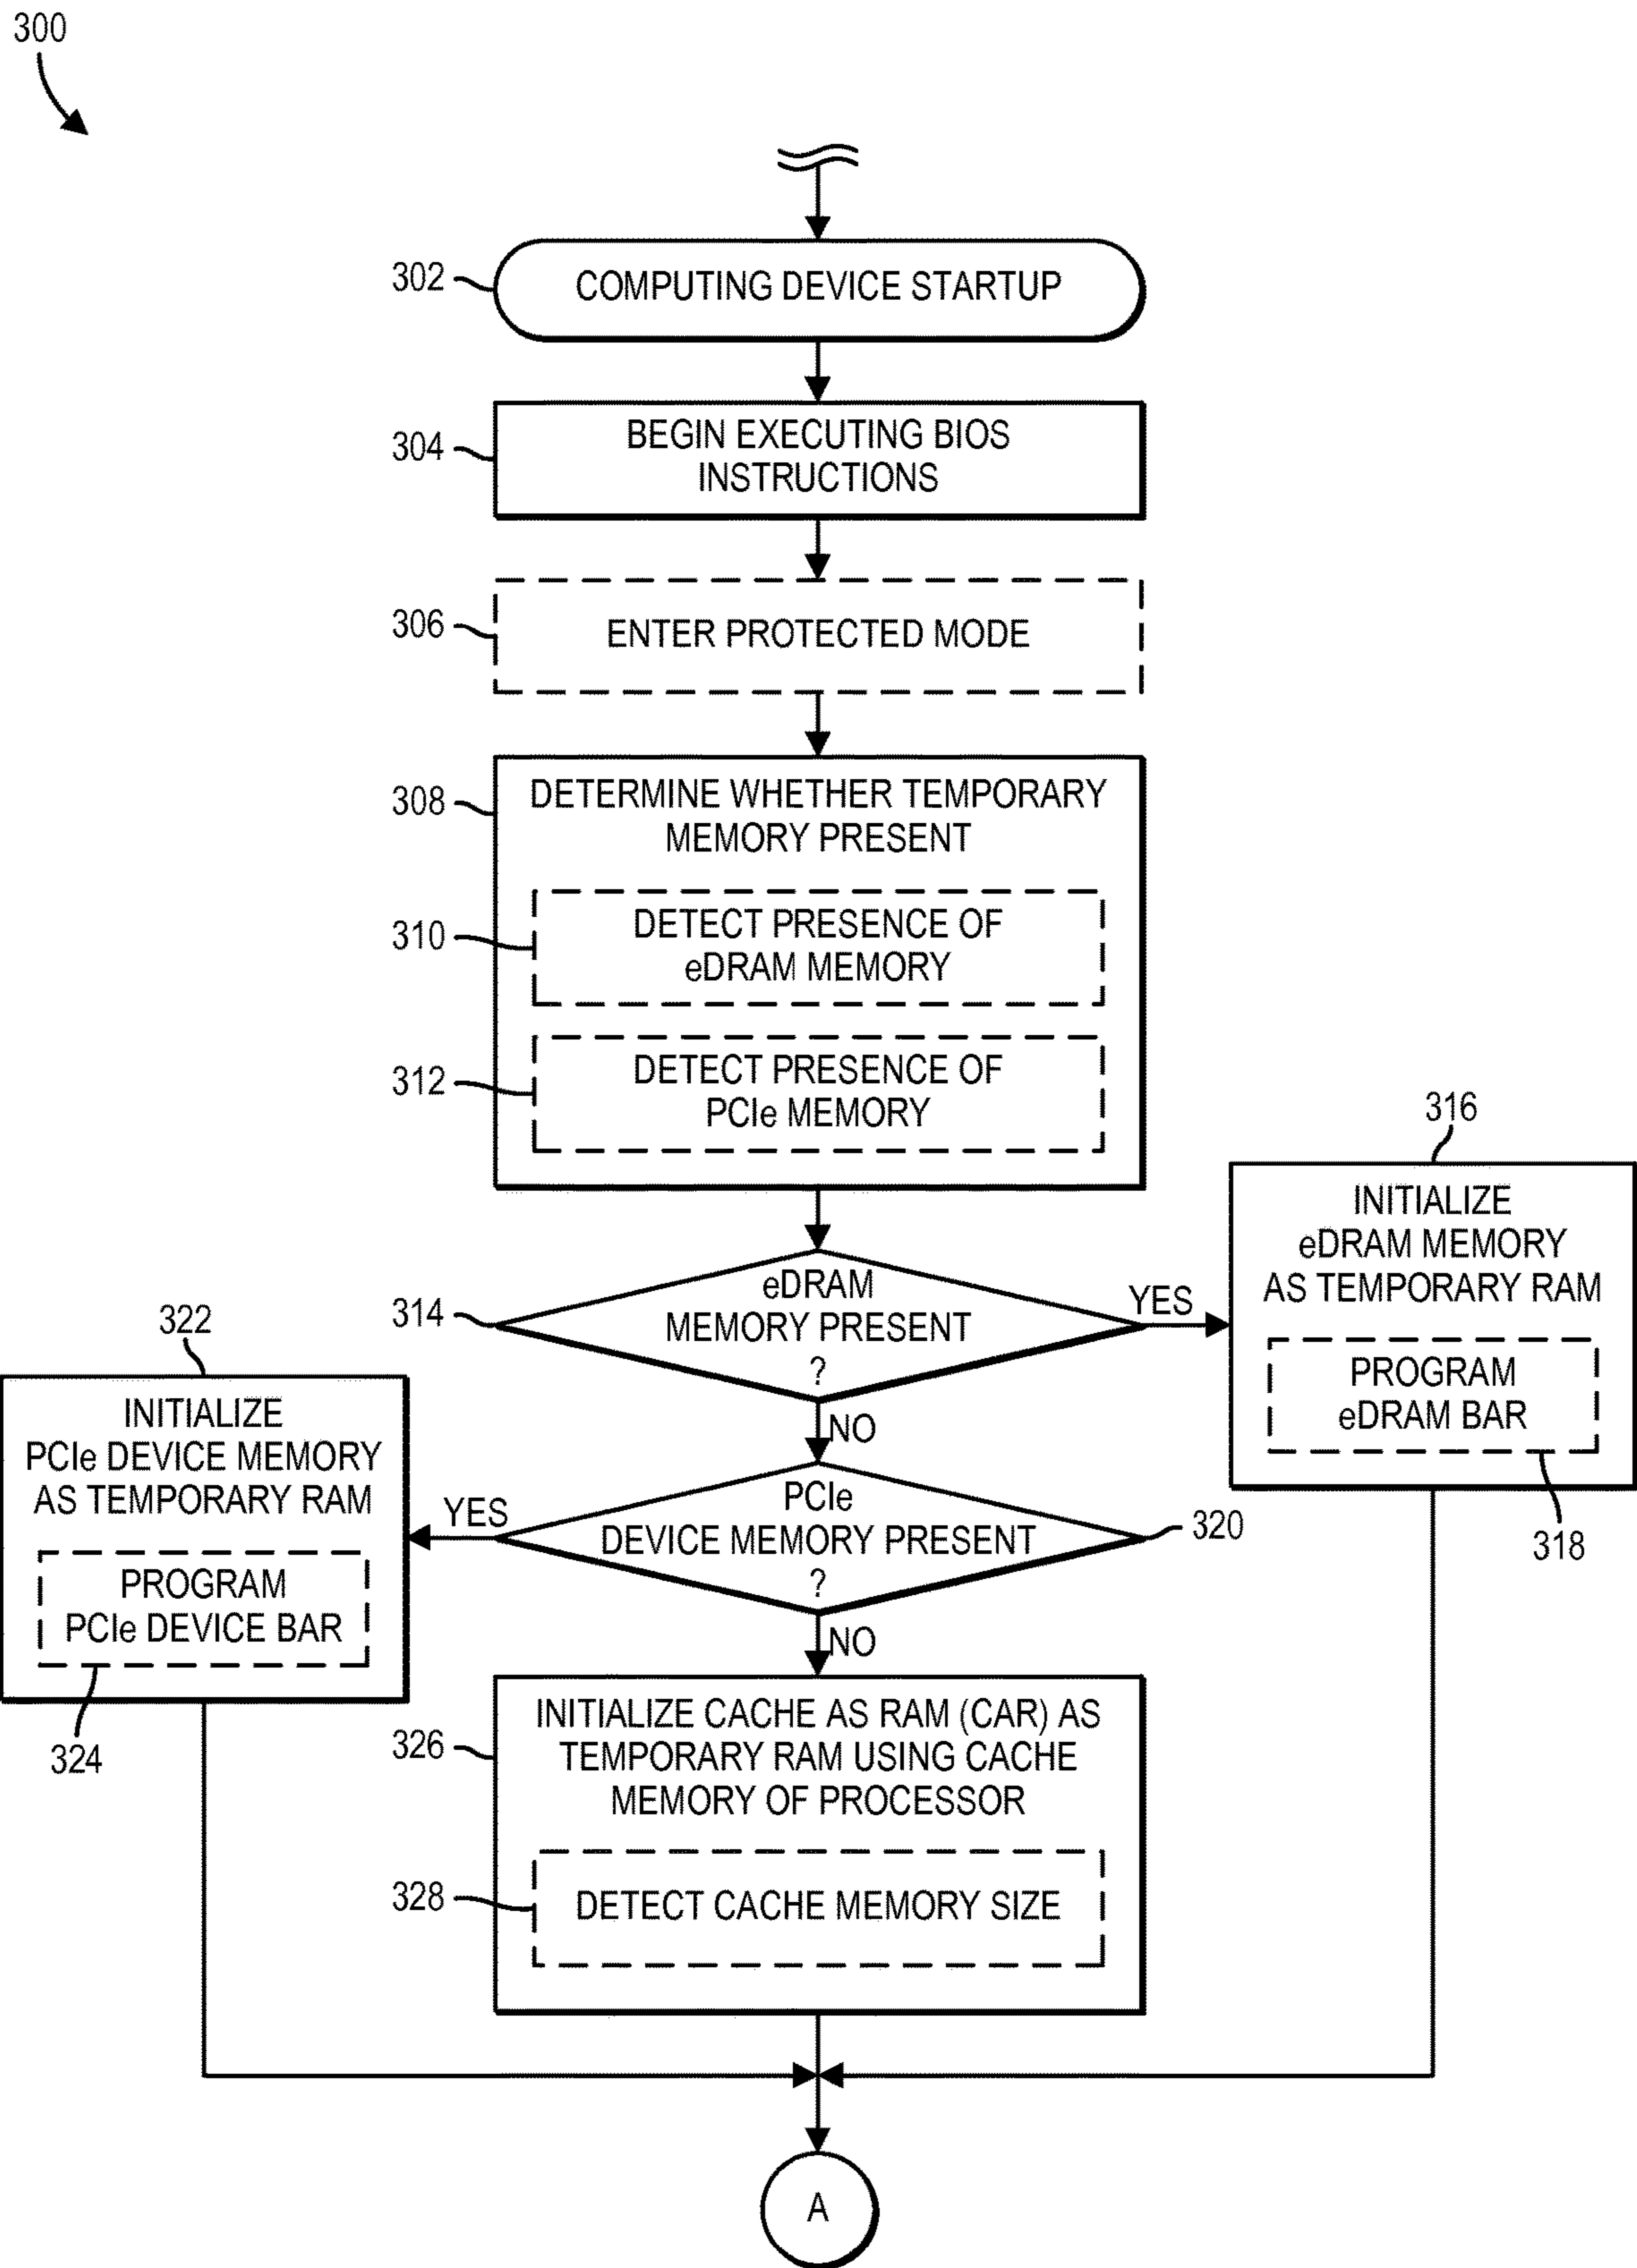 300
302
COMPUTING DEVICE STARTUP
304
BEGIN EXECUTING BIOS
INSTRUCTIONS
306
ENTER PROTECTED MODE
308
DETERMINE WHETHER TEMPORARY
MEMORY PRESENT
310
DETECT PRESENCE OF
eDRAM MEMORY
312
DETECT PRESENCE OF
PCIe MEMORY
314
eDRAM
MEMORY PRESENT
?
YES
NO
316
INITIALIZE
eDRAM MEMORY
AS TEMPORARY RAM
PROGRAM
eDRAM BAR
318
320
PCIe
DEVICE MEMORY PRESENT
?
YES
NO
322
INITIALIZE
PCIe DEVICE MEMORY
AS TEMPORARY RAM
PROGRAM
PCIe DEVICE BAR
324
326
INITIALIZE CACHE AS RAM (CAR) AS
TEMPORARY RAM USING CACHE
MEMORY OF PROCESSOR
328
DETECT CACHE MEMORY SIZE
A